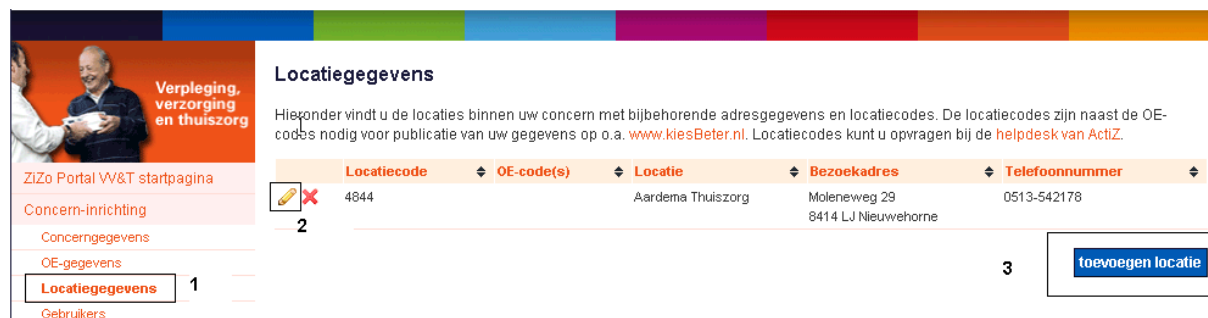 Verpleging,
verzorging
en thuiszorg
ZiZo Portal VV&T startpagina
Concern-inrichting
Concerngegevens
OE-gegevens
Locatiegegevens 1
Gebruikers
Locatiegegevens
Hieronder vindt u de locaties binnen uw concern met bijbehorende adresgegevens en locatiecodes. De locatiecodes zijn naast de OE-
codes nodig voor publicatie van uw gegevens op o.a. www.kiesBeter.nl. Locatiecodes kunt u opvragen bij de helpdesk van ActiZ.
Locatiecode OE-code(s) Locatie Bezoekadres Telefoonnummer
4844 Aardema Thuiszorg Moleneweg 29 0513-542178
8414 LJ Nieuwehorne
2
3 toevoegen locatie